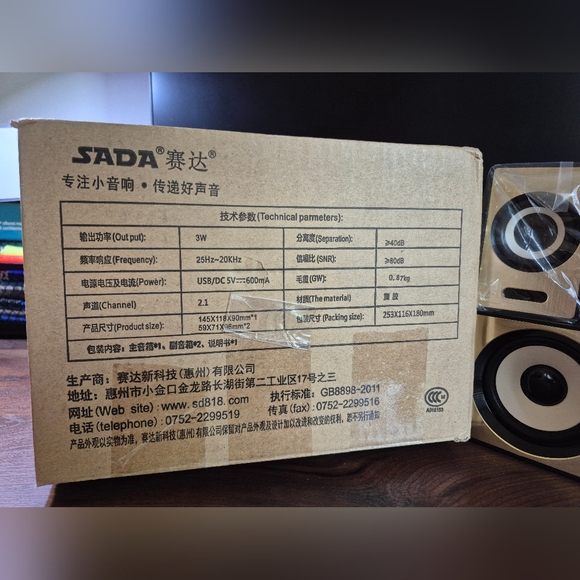 SADA® 赛达®
专注小音响 • 传递好声音
技术参数(Technical parmeters):
输出功率(Output): 3W 分离度(Separation): ≥40dB
频率响应(Frequency): 25Hz-20KHz 信噪比(SNR): ≥80dB
电源电压及电流(Power): USB/DC 5V⎓600mA 毛重(GW): 0.87kg
声道(Channel) 2.1 材质(The material)
产品尺寸(Product size): 145X118X90mm*1 包装尺寸(Packing size): 253X116X180mm
59X71X98mm*2
包装内容：主音箱*1、副音箱*2、说明书*1
生产商：赛达新科技(惠州)有限公司
地址：惠州市小金口金龙路长湖街第二工业区17号之三
网址(Web site)：www.sd818.com 执行标准: GB8898-2011
电话(telephone)：0752-2299519 传真(fax)：0752-2299516
产品外观以实物为准，赛达新科技(惠州)有限公司保留对产品外观及设计加以改进和改变的权利，恕不另行通知
CCC